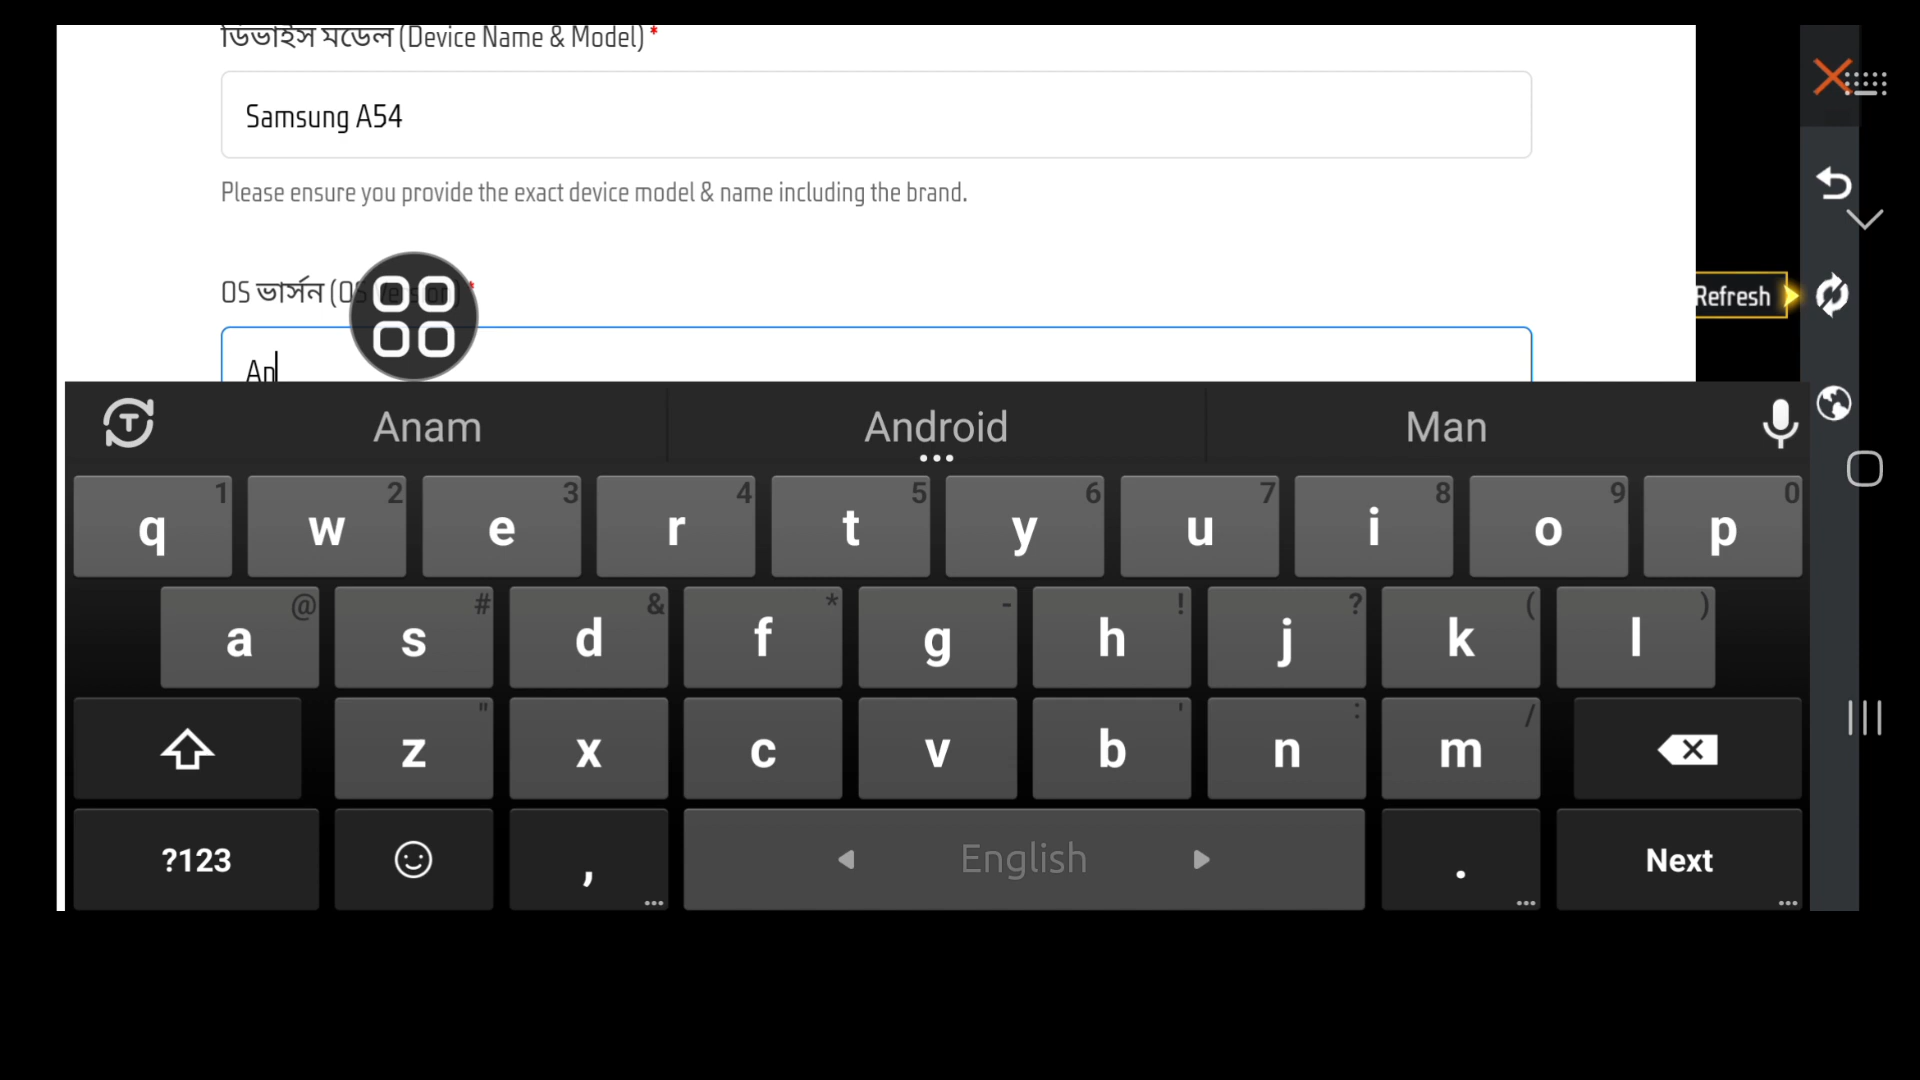 ডিভাইস মডেল (Device Name & Model) *
Samsung A54
Please ensure you provide the exact device model & name including the brand.
OS ভার্সন (OS Version) *
Refresh
An
Anam Android Man
1 2 3 4 5 6 7 8 9 0
q w e r t y u i o p
@ # & * - ! ? ( )
a s d f g h j k l
" ' : /
z x c v b n m
?123 , English . Next